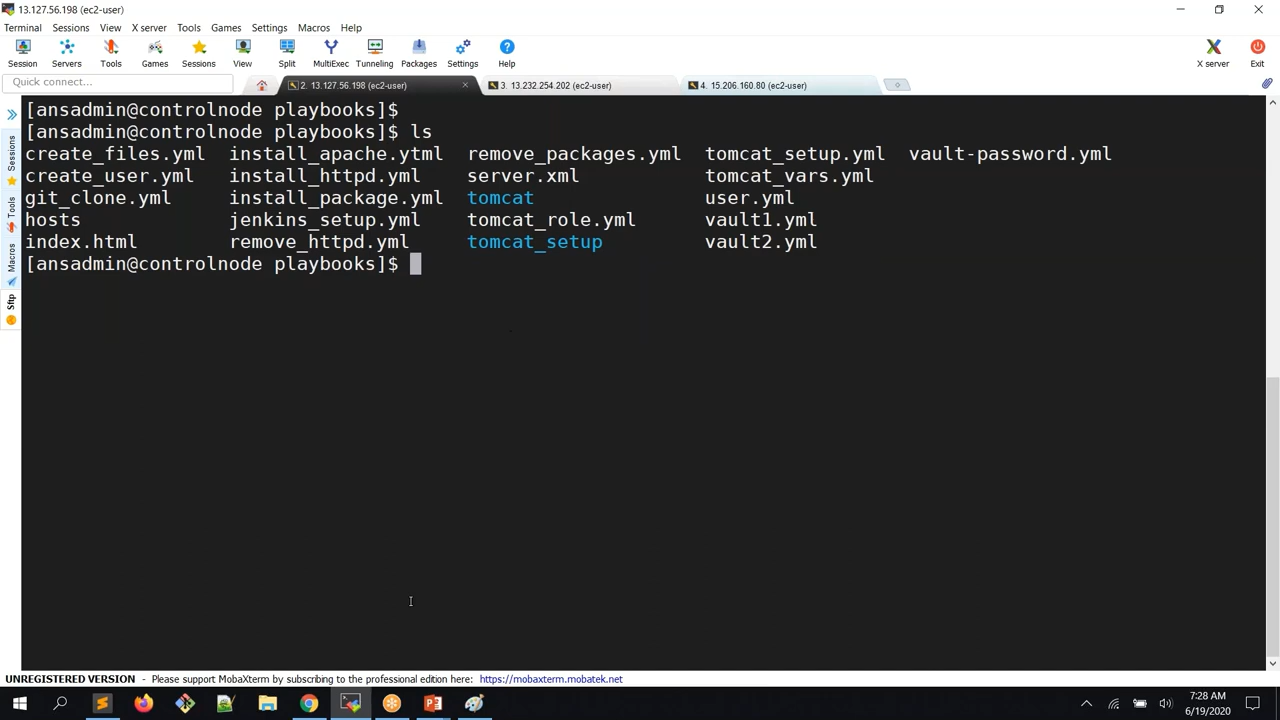 13.127.56.198 (ec2-user)
Terminal Sessions View X server Tools Games Settings Macros Help
Session Servers Tools Games Sessions View Split MultiExec Tunneling Packages Settings Help X server Exit
Quick connect...
2. 13.127.56.198 (ec2-user) 3. 13.232.254.202 (ec2-user) 4. 15.206.160.80 (ec2-user)
Sessions
Tools
Macros
Sftp
[ansadmin@controlnode playbooks]$
[ansadmin@controlnode playbooks]$ ls
create_files.yml install_apache.ytml remove_packages.yml tomcat_setup.yml vault-password.yml
create_user.yml install_httpd.yml server.xml tomcat_vars.yml
git_clone.yml install_package.yml tomcat user.yml
hosts jenkins_setup.yml tomcat_role.yml vault1.yml
index.html remove_httpd.yml tomcat_setup vault2.yml
[ansadmin@controlnode playbooks]$
UNREGISTERED VERSION - Please support MobaXterm by subscribing to the professional edition here: https://mobaxterm.mobatek.net
7:28 AM
6/19/2020